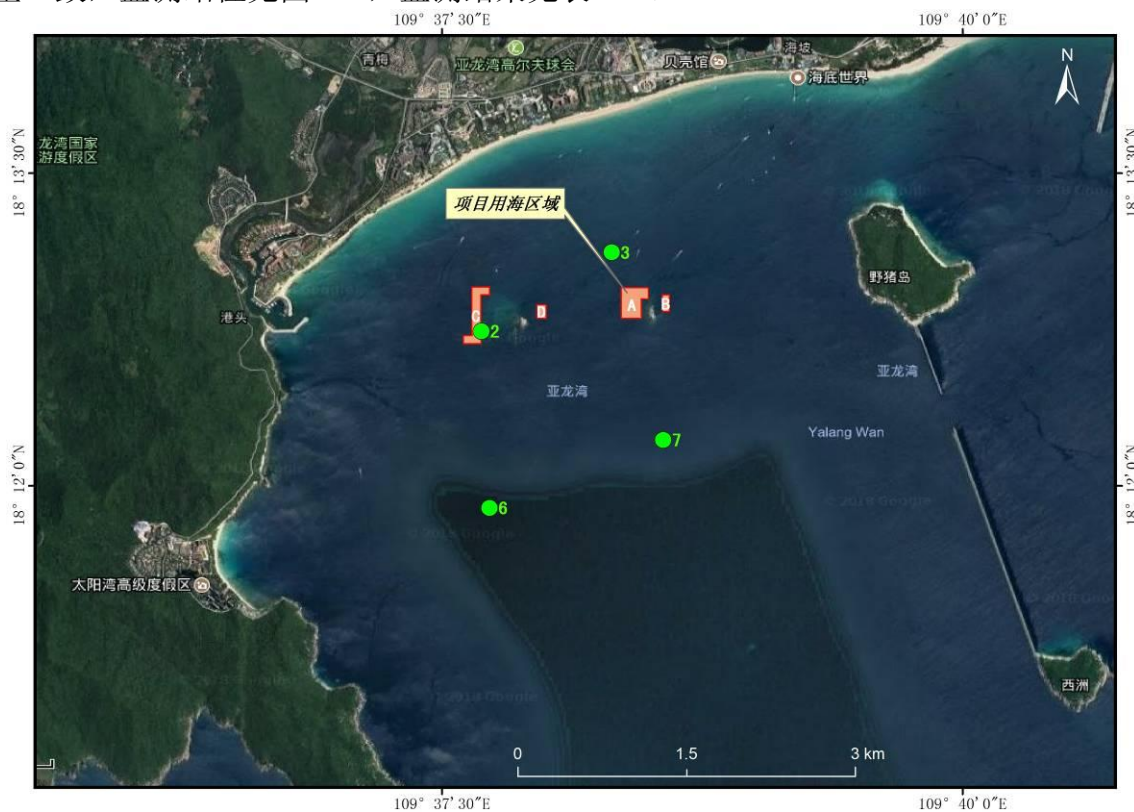 109° 37′30″E
109° 40′0″E
青梅
亚龙湾高尔夫球会
贝壳馆
海坡
海底世界
N
龙湾国家
游度假区
18° 13′30″N
18° 13′30″N
项目用海区域
3
野猪岛
A
B
C
D
2
港头
亚龙湾
亚龙湾
Yalang Wan
7
18° 12′0″N
18° 12′0″N
6
太阳湾高级度假区
西洲
0
1.5
3 km
109° 37′30″E
109° 40′0″E